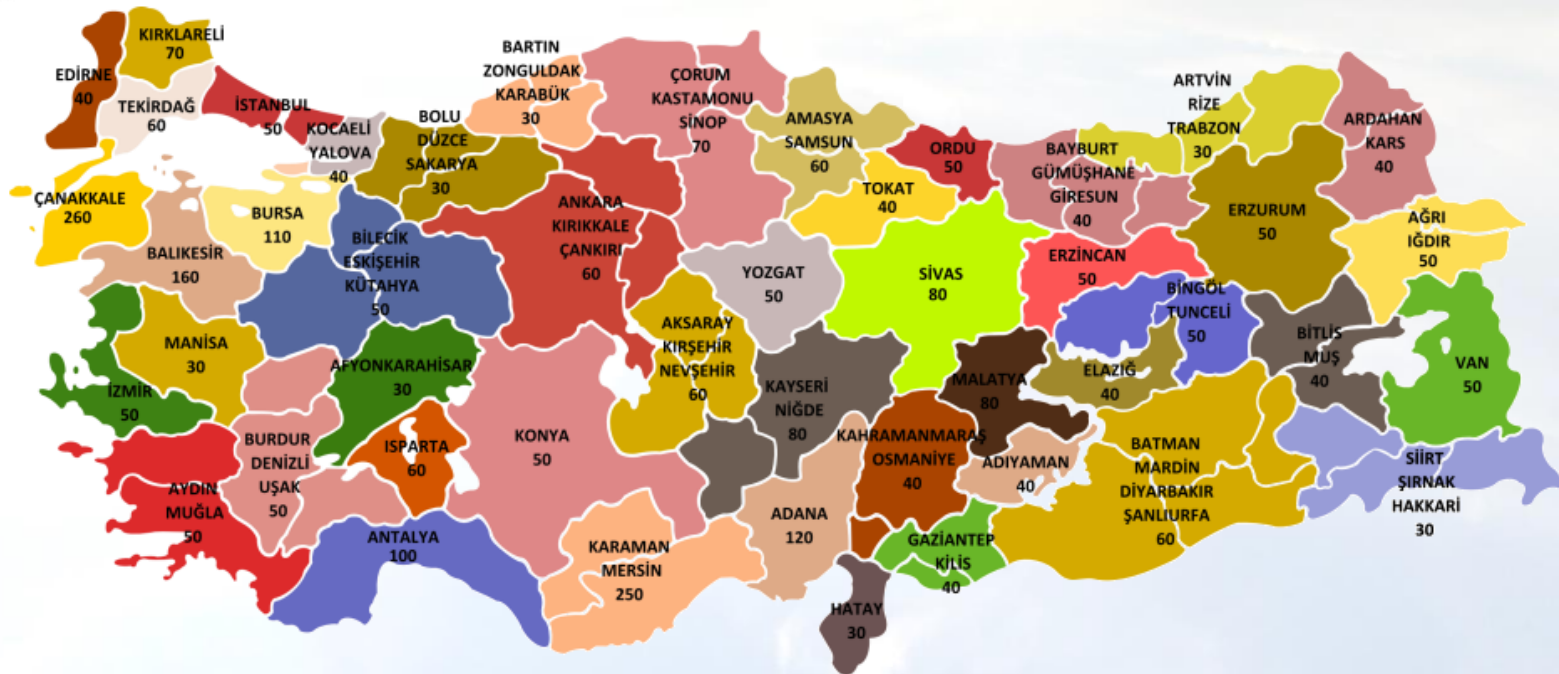 KIRKLARELİ
70
EDİRNE
40
TEKİRDAĞ
60
İSTANBUL
50
KOCAELİ
YALOVA
40
BOLU
DÜZCE
SAKARYA
30
BARTIN
ZONGULDAK
KARABÜK
30
ÇORUM
KASTAMONU
SİNOP
70
AMASYA
SAMSUN
60
TOKAT
40
ORDU
50
BAYBURT
GÜMÜŞHANE
GİRESUN
40
ARTVİN
RİZE
TRABZON
30
ARDAHAN
KARS
40
ÇANAKKALE
260
BALIKESİR
160
BURSA
110
BİLECİK
ESKİŞEHİR
KÜTAHYA
50
ANKARA
KIRIKKALE
ÇANKIRI
60
YOZGAT
50
SİVAS
80
ERZİNCAN
50
ERZURUM
50
AĞRI
IĞDIR
50
BİNGÖL
TUNCELİ
50
BİTLİS
MUŞ
40
VAN
50
MANİSA
30
İZMİR
50
AFYONKARAHİSAR
30
AKSARAY
KIRŞEHİR
NEVŞEHİR
60
KAYSERİ
NİĞDE
80
MALATYA
80
ELAZIĞ
40
BURDUR
DENİZLİ
UŞAK
50
ISPARTA
60
KONYA
50
KAHRAMANMARAŞ
OSMANİYE
40
ADIYAMAN
40
BATMAN
MARDİN
DİYARBAKIR
ŞANLIURFA
60
SİİRT
ŞIRNAK
HAKKARİ
30
AYDIN
MUĞLA
50
ANTALYA
100
KARAMAN
MERSİN
250
ADANA
120
GAZİANTEP
KİLİS
40
HATAY
30